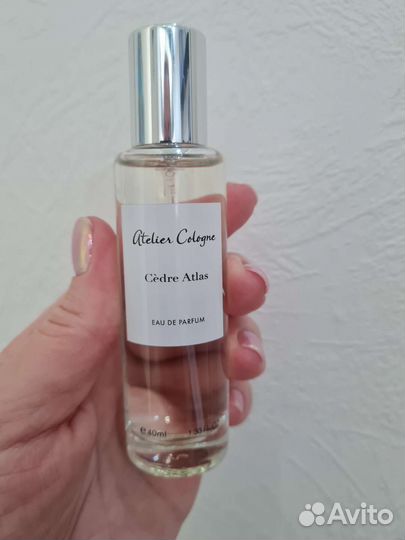 Atelier Cologne
Cèdre Atlas
EAU DE PARFUM
e 40ml
Avito